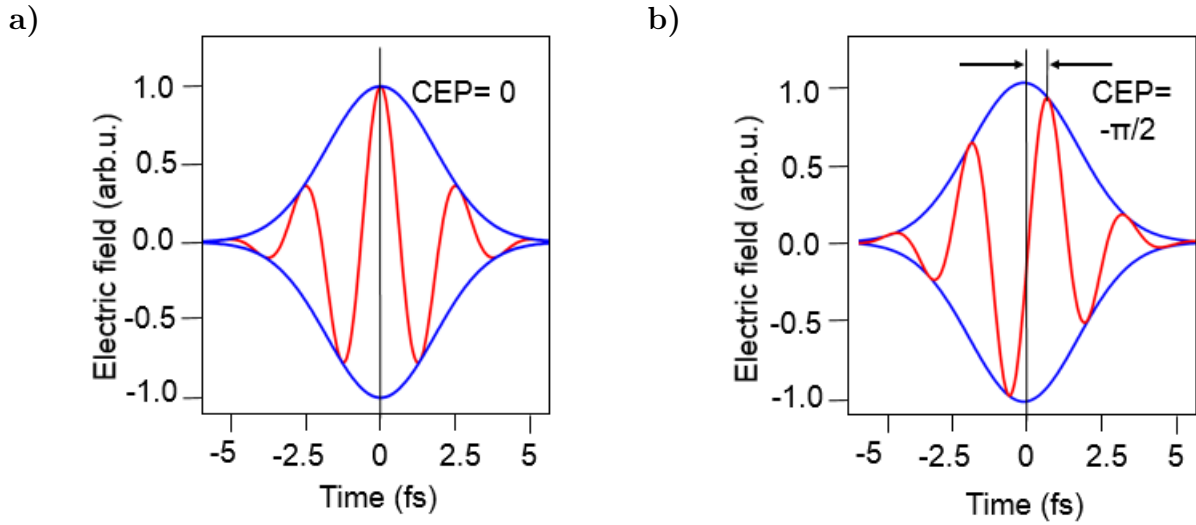 a)
CEP= 0
Electric field (arb.u.)
1.0
0.5
0.0
-0.5
-1.0
-5 -2.5 0 2.5 5
Time (fs)
b)
CEP=
-π/2
Electric field (arb.u.)
1.0
0.5
0.0
-0.5
-1.0
-5 -2.5 0 2.5 5
Time (fs)